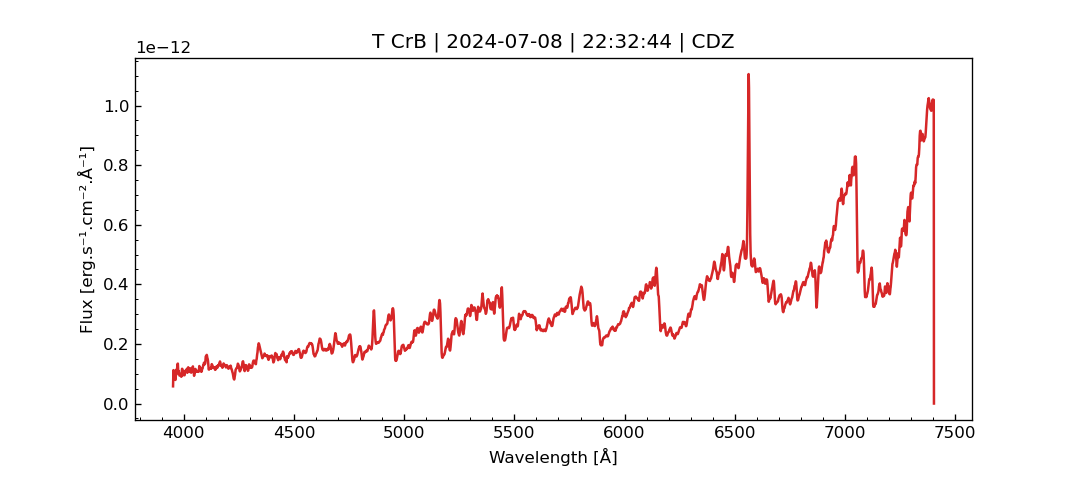 T CrB | 2024-07-08 | 22:32:44 | CDZ
1e−12
1.0
0.8
0.6
0.4
0.2
0.0
Flux [erg.s⁻¹.cm⁻².Å⁻¹]
4000 4500 5000 5500 6000 6500 7000 7500
Wavelength [Å]